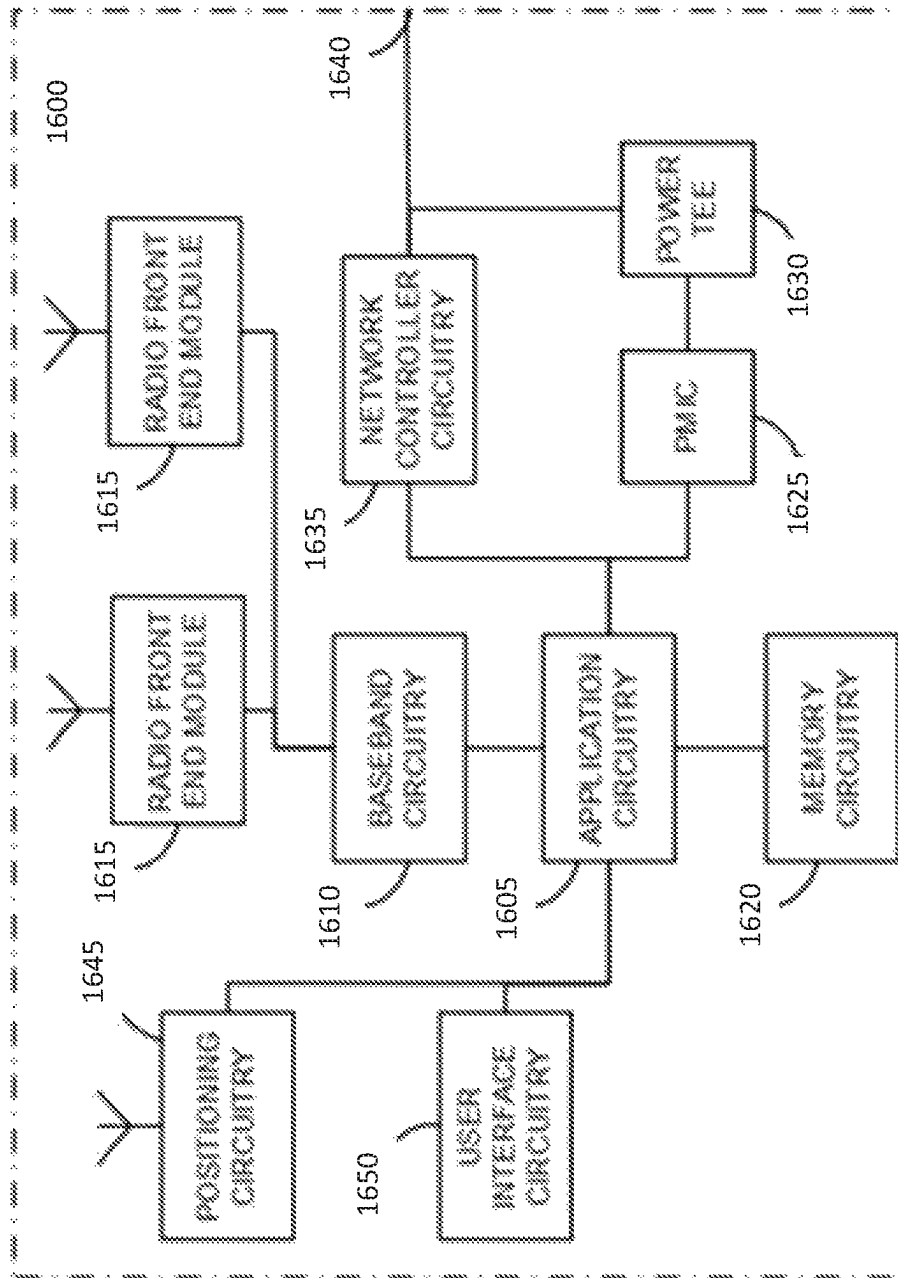 1600
RADIO FRONT
END MODULE
1615
RADIO FRONT
END MODULE
1615
1645
POSITIONING
CIRCUITRY
BASEBAND
CIRCUITRY
1610
NETWORK
CONTROLLER
CIRCUITRY
1635
1640
USER
INTERFACE
CIRCUITRY
1650
APPLICATION
CIRCUITRY
1605
PMIC
1625
POWER
TEE
1630
MEMORY
CIRCUITRY
1620